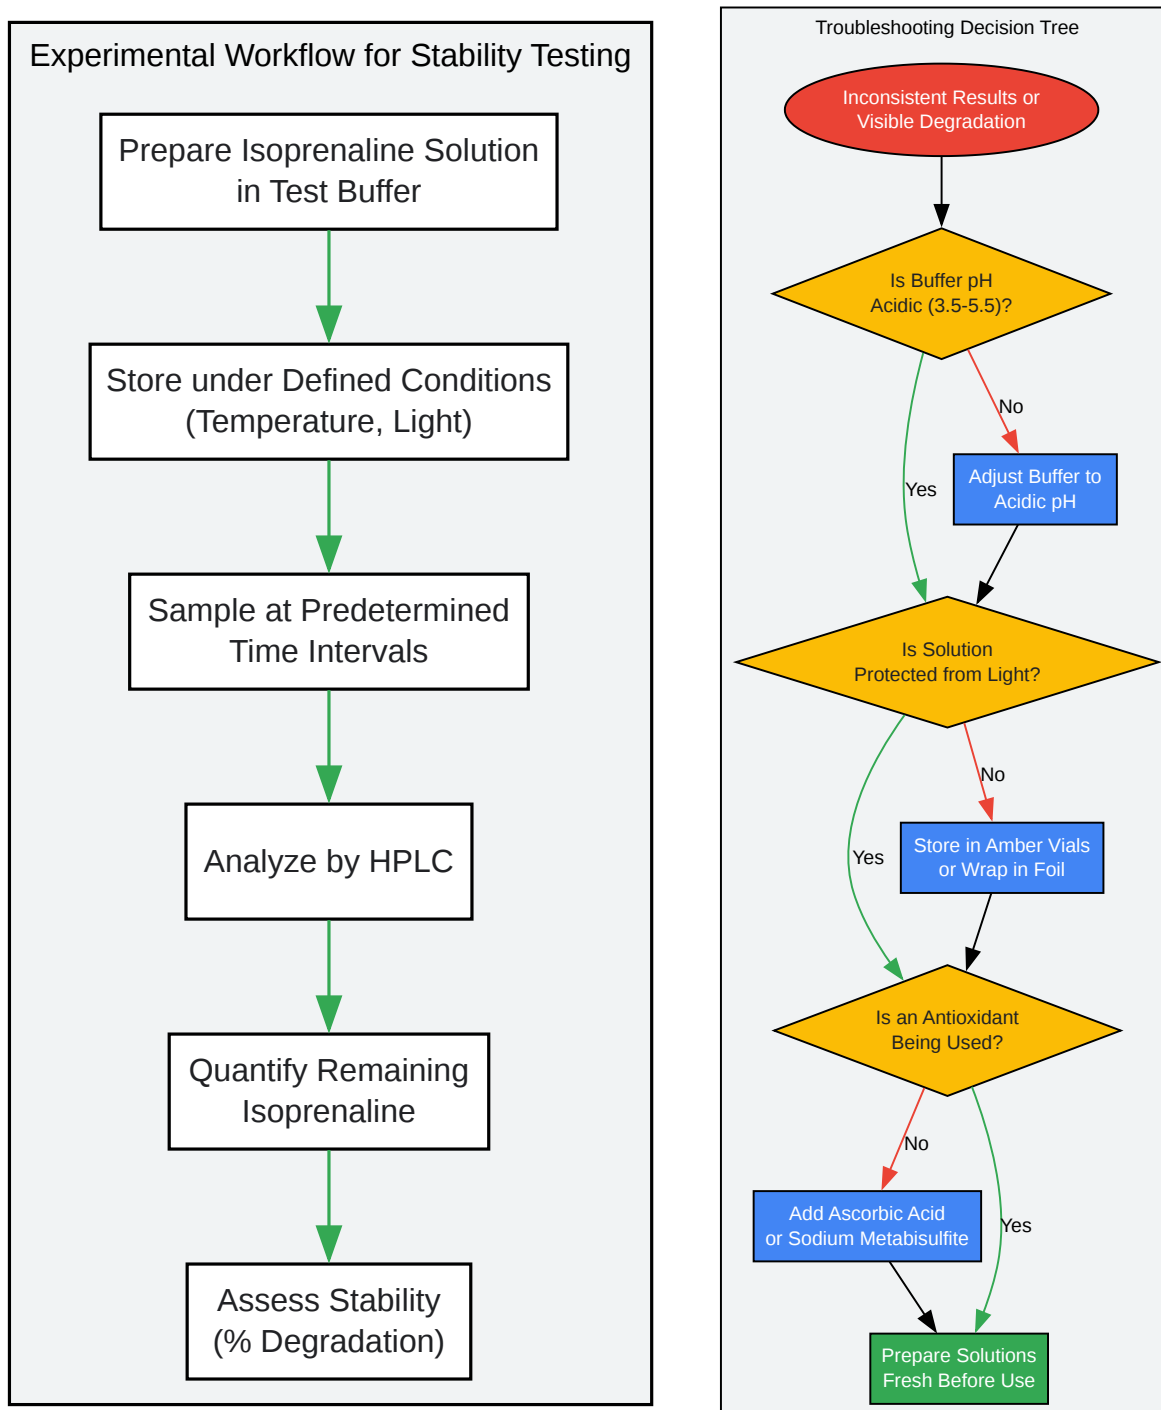 Experimental Workflow for Stability Testing
Prepare Isoprenaline Solution
in Test Buffer
Store under Defined Conditions
(Temperature, Light)
Sample at Predetermined
Time Intervals
Analyze by HPLC
Quantify Remaining
Isoprenaline
Assess Stability
(% Degradation)
Troubleshooting Decision Tree
Inconsistent Results or
Visible Degradation
Is Buffer pH
Acidic (3.5-5.5)?
No
Yes
Adjust Buffer to
Acidic pH
Is Solution
Protected from Light?
No
Yes
Store in Amber Vials
or Wrap in Foil
Is an Antioxidant
Being Used?
No
Yes
Add Ascorbic Acid
or Sodium Metabisulfite
Prepare Solutions
Fresh Before Use